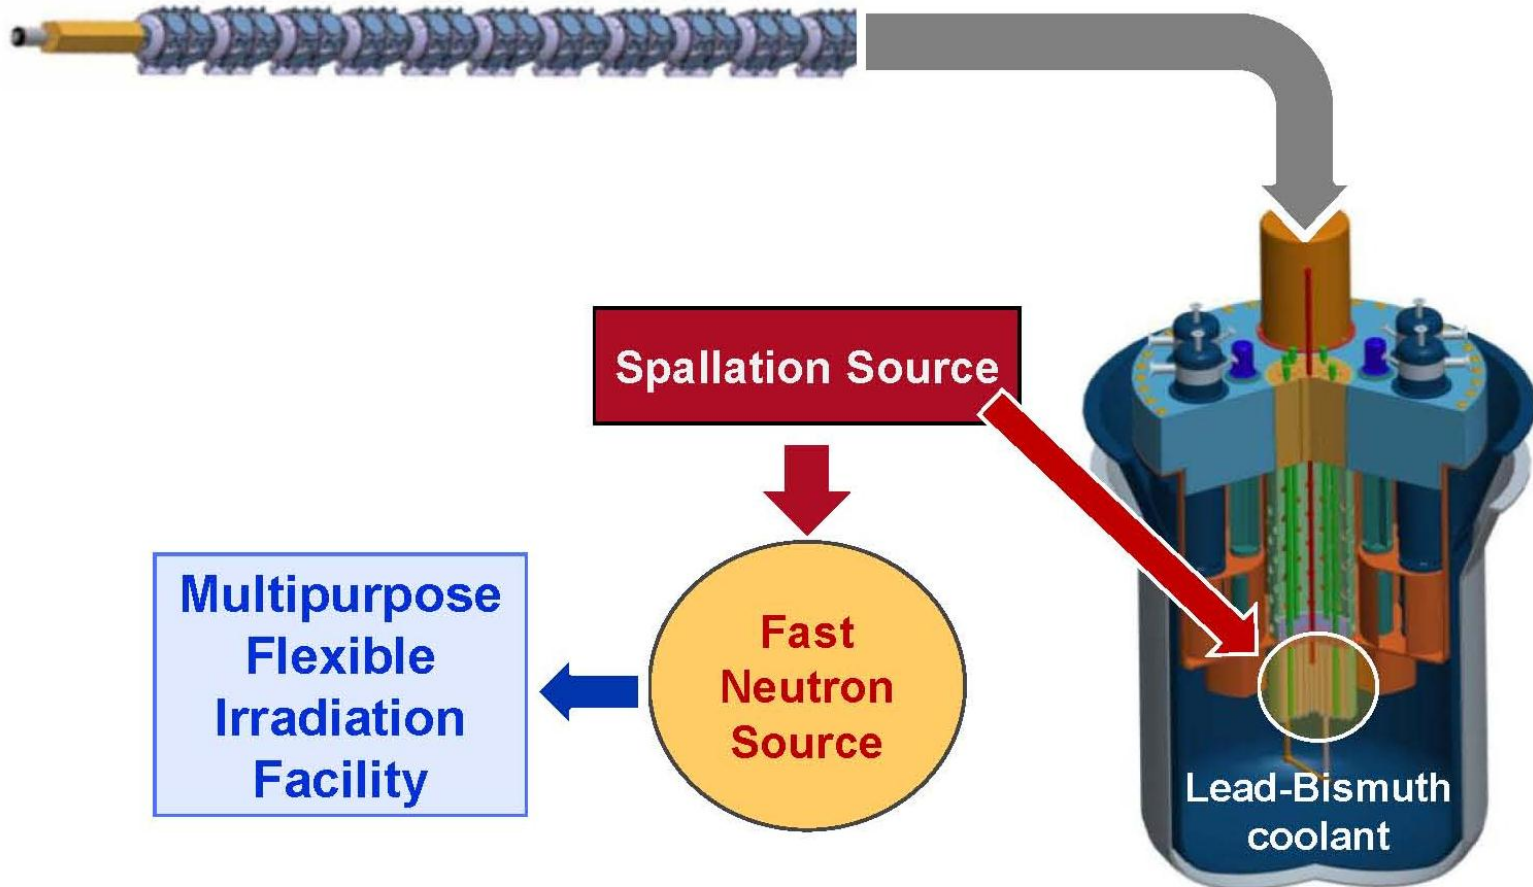 Spallation Source
Multipurpose
Flexible
Irradiation
Facility
Fast
Neutron
Source
Lead-Bismuth
coolant